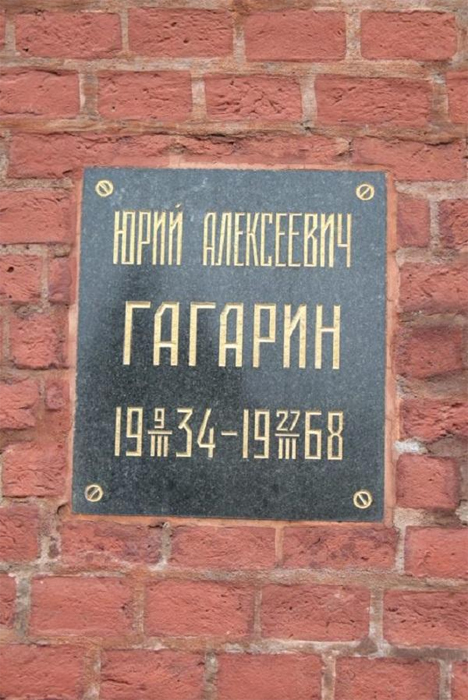 ЮРИЙ АЛЕКСЕЕВИЧ
ГАГАРИН
19 9/III 34 – 19 27/III 68